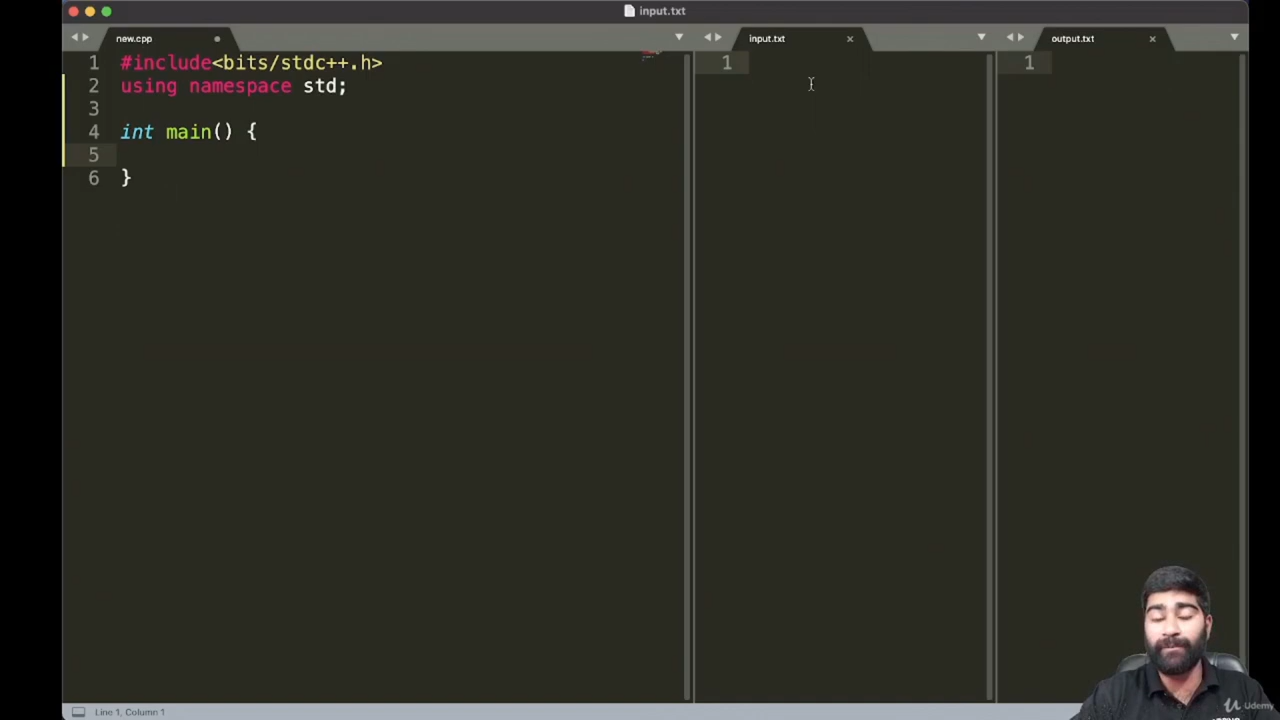 input.txt
new.cpp
input.txt
output.txt
1 #include<bits/stdc++.h>
2 using namespace std;
3
4 int main() {
5
6 }
1
1
Line 1, Column 1
Udemy